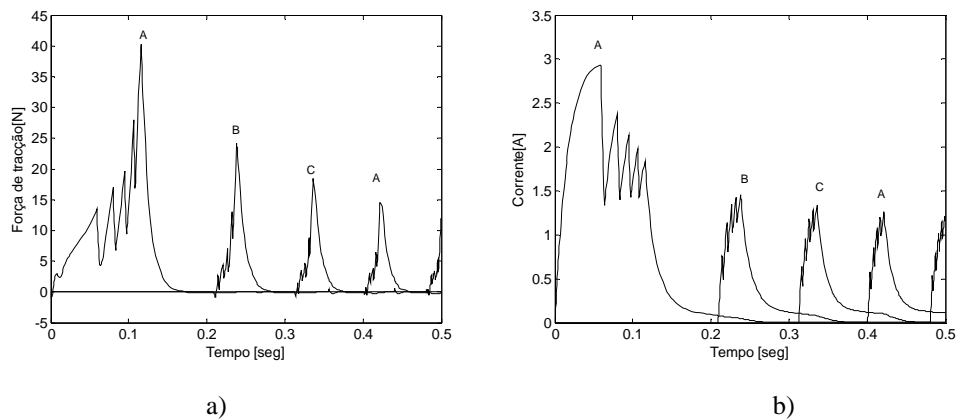 45
40
35
30
25
20
15
10
5
0
-5
Força de tracção[N]
A
B
C
A
0 0.1 0.2 0.3 0.4 0.5
Tempo [seg]
a)
3.5
3
2.5
2
1.5
1
0.5
0
Corrente[A]
A
B
C
A
0 0.1 0.2 0.3 0.4 0.5
Tempo [seg]
b)